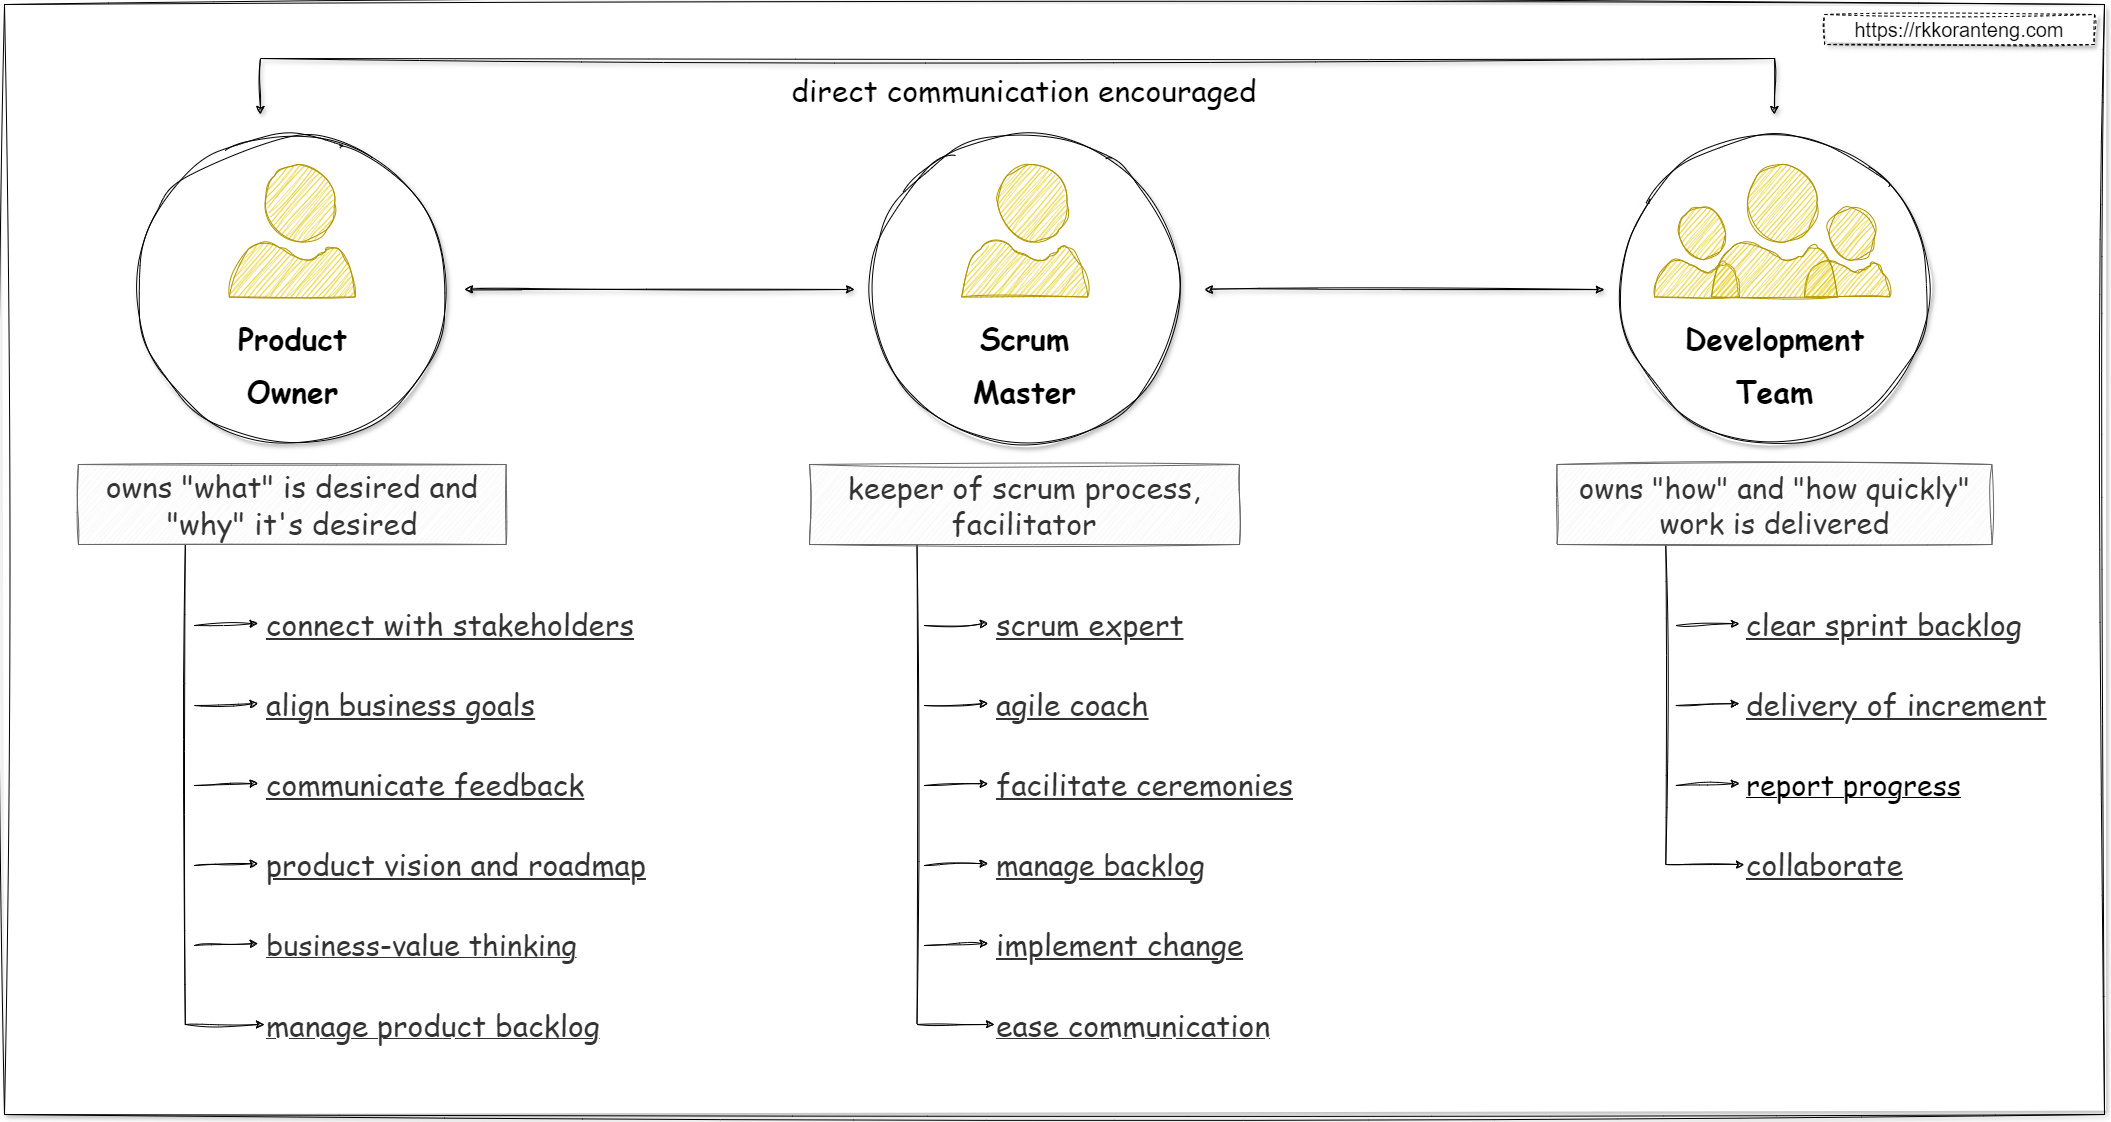 https://rkkoranteng.com
direct communication encouraged
Product
Owner
Scrum
Master
Development
Team
owns "what" is desired and
"why" it's desired
keeper of scrum process,
facilitator
owns "how" and "how quickly"
work is delivered
connect with stakeholders
align business goals
communicate feedback
product vision and roadmap
business-value thinking
manage product backlog
scrum expert
agile coach
facilitate ceremonies
manage backlog
implement change
ease communication
clear sprint backlog
delivery of increment
report progress
collaborate